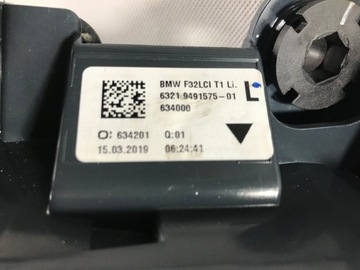 BMW F32LCI T1 Li.
6321 9491575-01 L
634000
O: 634201 Q:01
15.03.2019 06:24:41